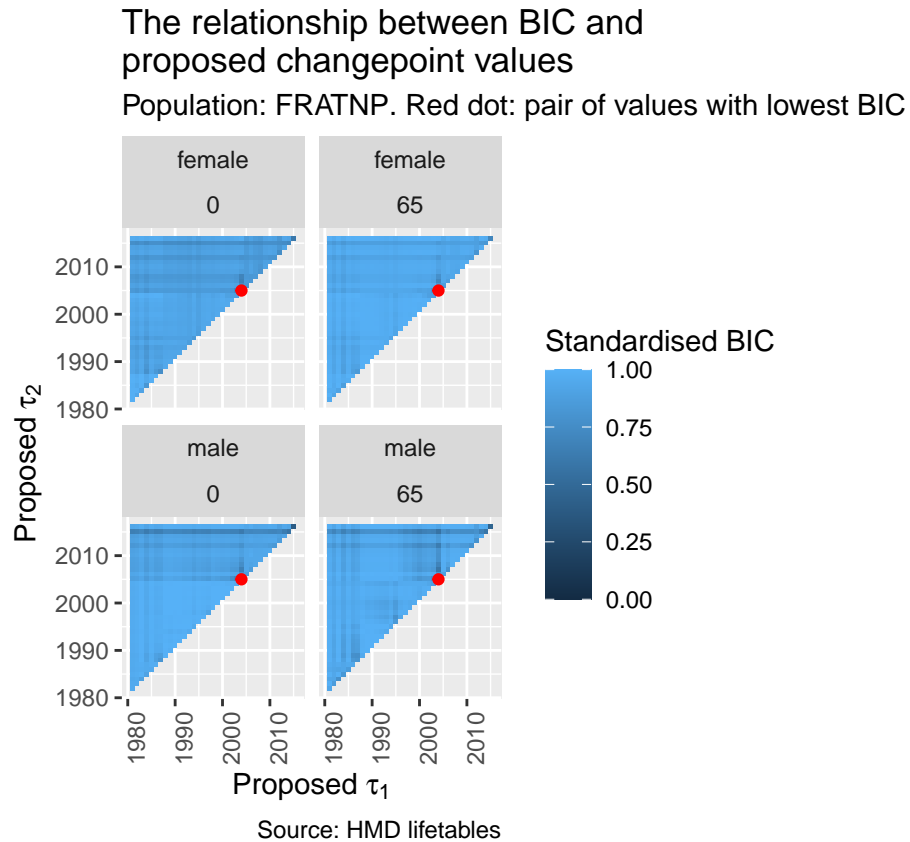 The relationship between BIC and
proposed changepoint values
Population: FRATNP. Red dot: pair of values with lowest BIC
female
0
female
65
2010
2000
1990
1980
male
0
male
65
2010
2000
1990
1980
1980
1990
2000
2010
1980
1990
2000
2010
Proposed τ₂
Proposed τ₁
Standardised BIC
1.00
0.75
0.50
0.25
0.00
Source: HMD lifetables